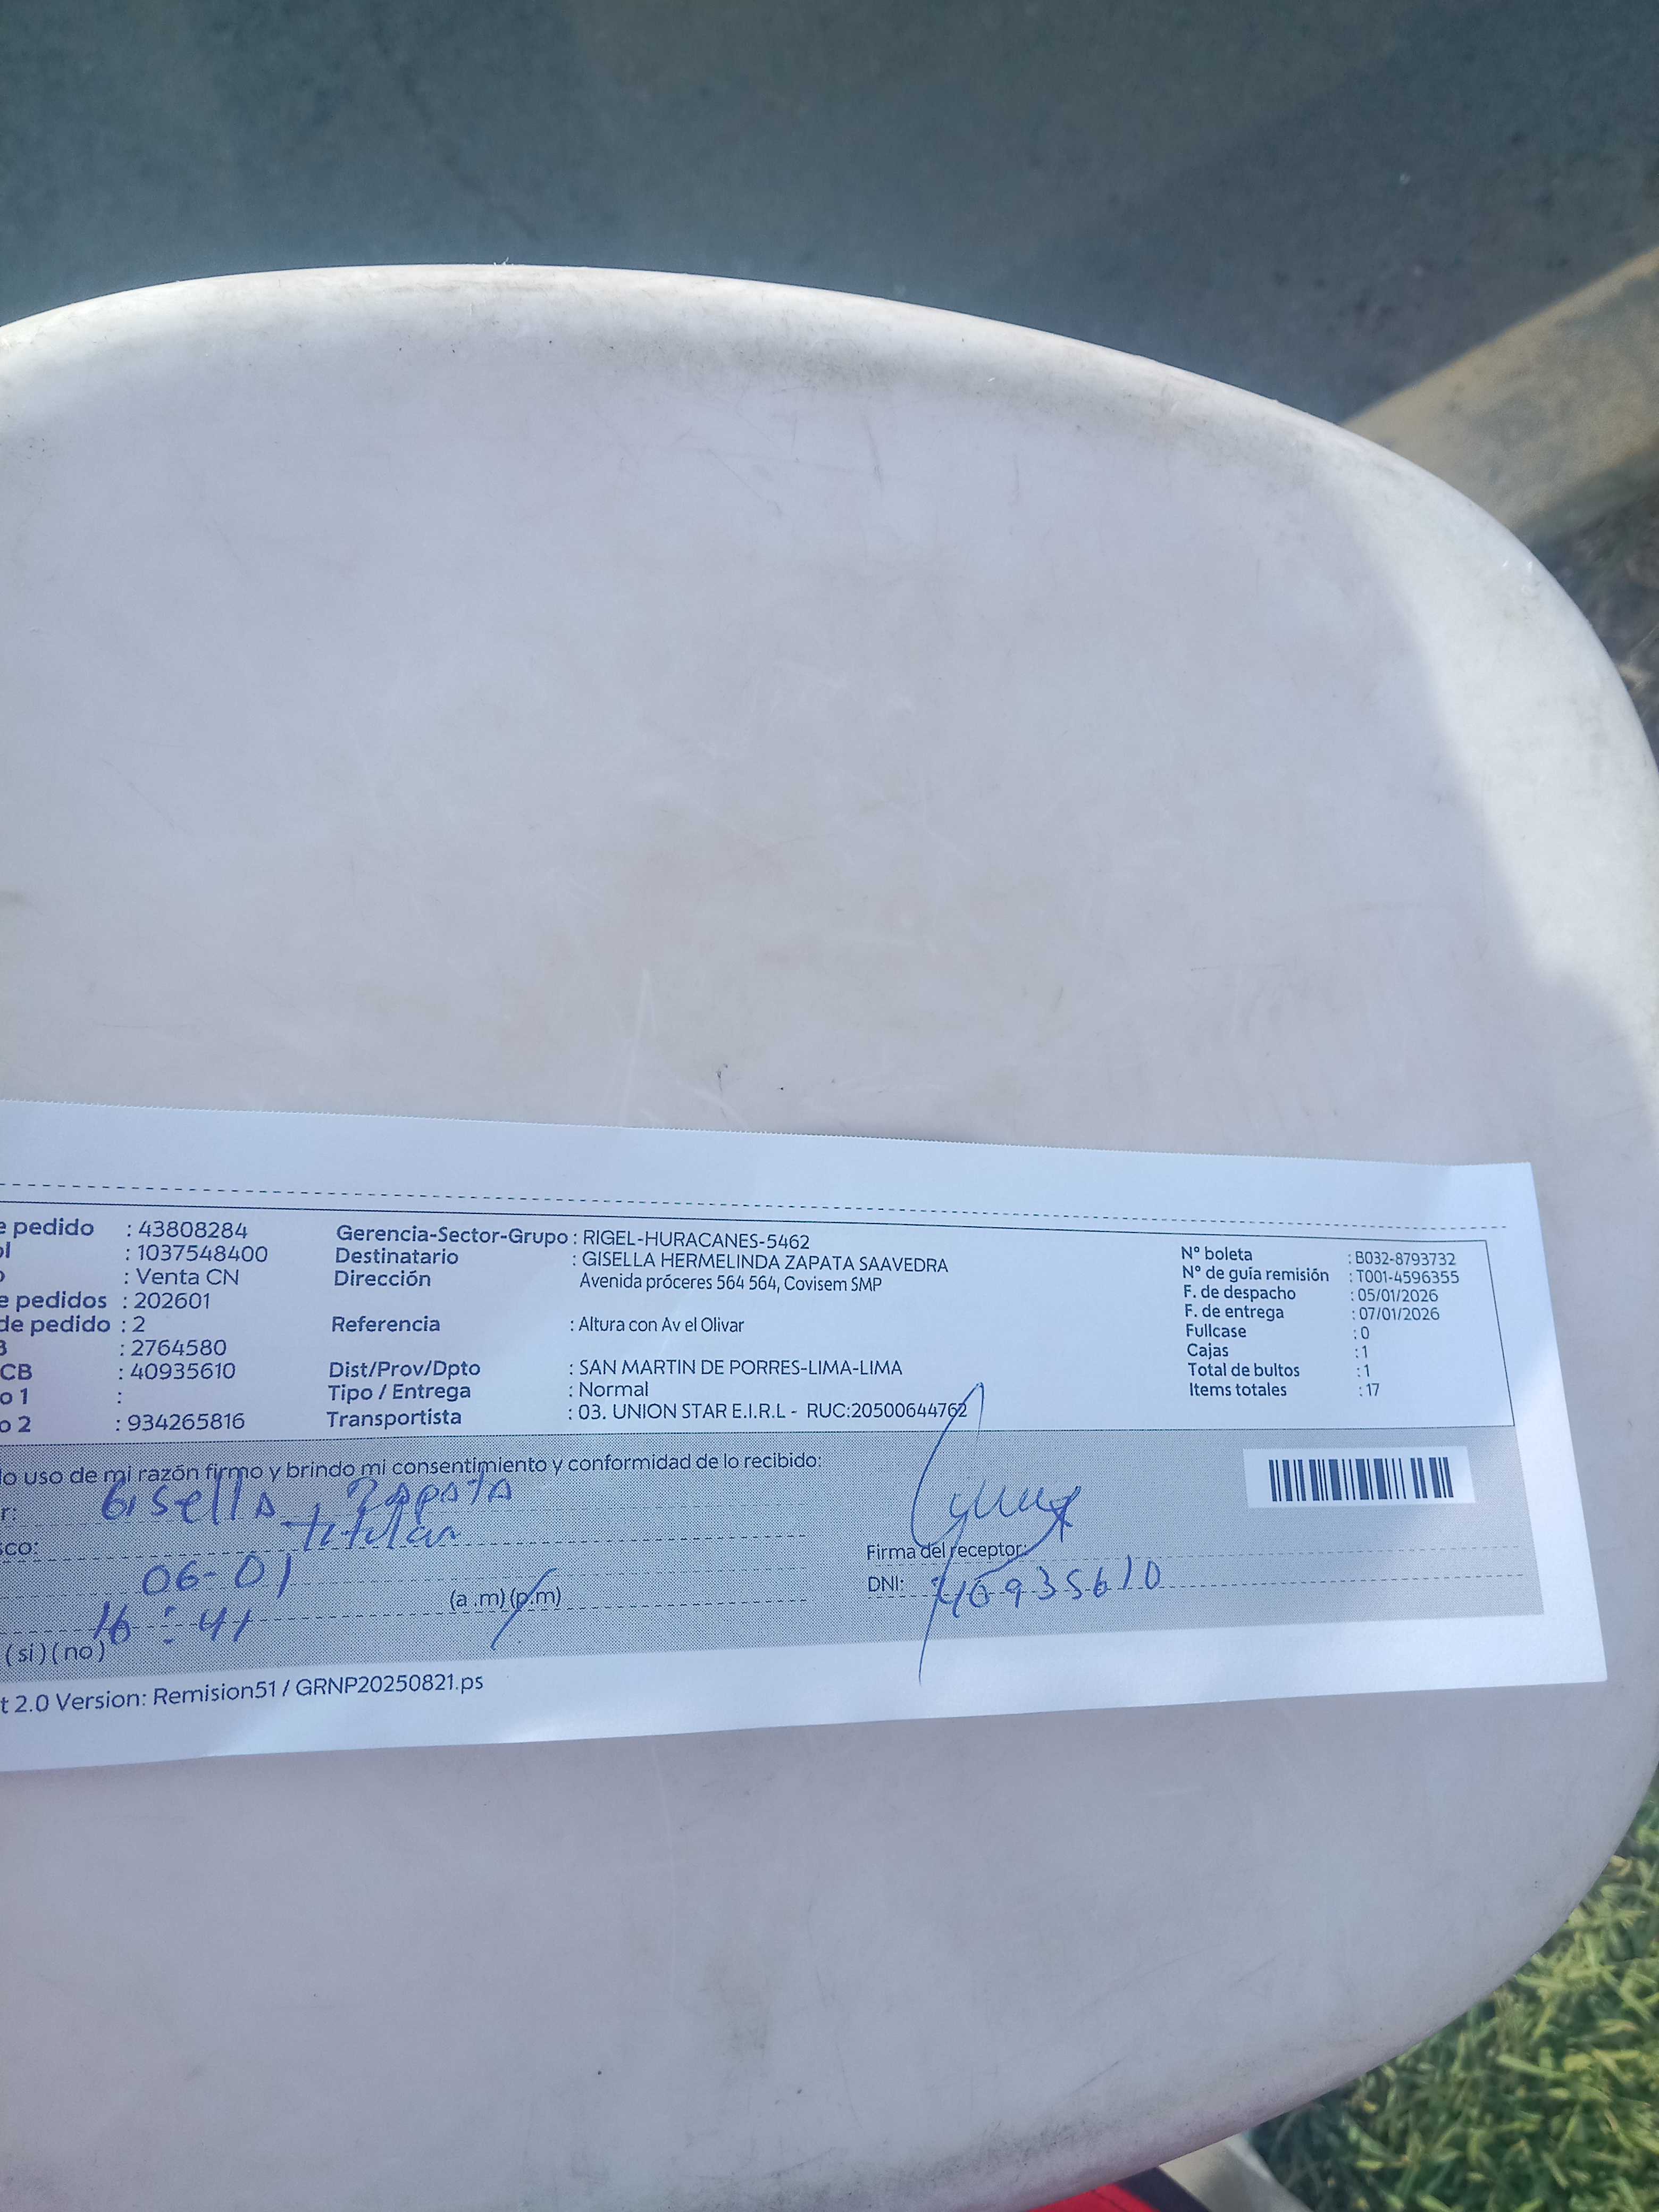 e pedido : 43808284
ol : 1037548400
o : Venta CN
e pedidos : 202601
de pedido : 2
B : 2764580
CB : 40935610
o 1 :
o 2 : 934265816
Gerencia-Sector-Grupo : RIGEL-HURACANES-5462
Destinatario : GISELLA HERMELINDA ZAPATA SAAVEDRA
Dirección Avenida próceres 564 564, Covisem SMP
Referencia : Altura con Av el Olivar
Dist/Prov/Dpto : SAN MARTIN DE PORRES-LIMA-LIMA
Tipo / Entrega : Normal
Transportista : 03. UNION STAR E.I.R.L - RUC:20500644762
N° boleta : B032-8793732
N° de guía remisión : T001-4596355
F. de despacho : 05/01/2026
F. de entrega : 07/01/2026
Fullcase : 0
Cajas : 1
Total de bultos : 1
Items totales : 17
lo uso de mi razón firmo y brindo mi consentimiento y conformidad de lo recibido:
r: Gisella Zapata
sco: titular
06-01
16:41 (a .m) (p.m)
(si) (no)
Firma del receptor:
DNI: 40935610
t 2.0 Version: Remision51 / GRNP20250821.ps